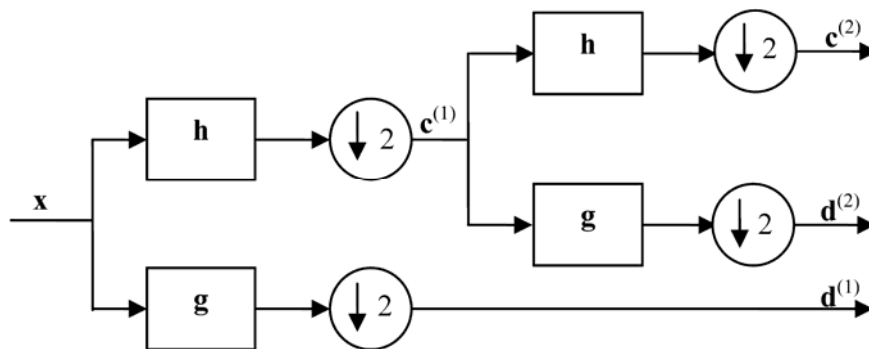 h
↓ 2
c⁽²⁾
h
↓ 2
c⁽¹⁾
x
g
↓ 2
d⁽²⁾
g
↓ 2
d⁽¹⁾